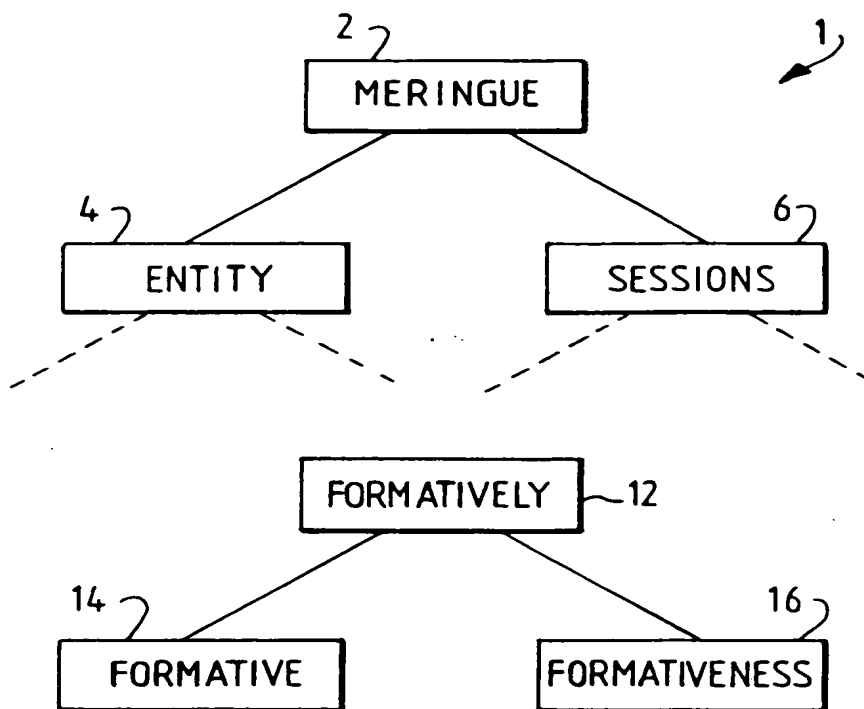 2
1
MERINGUE
4
6
ENTITY
SESSIONS
FORMATIVELY
12
14
16
FORMATIVE
FORMATIVENESS